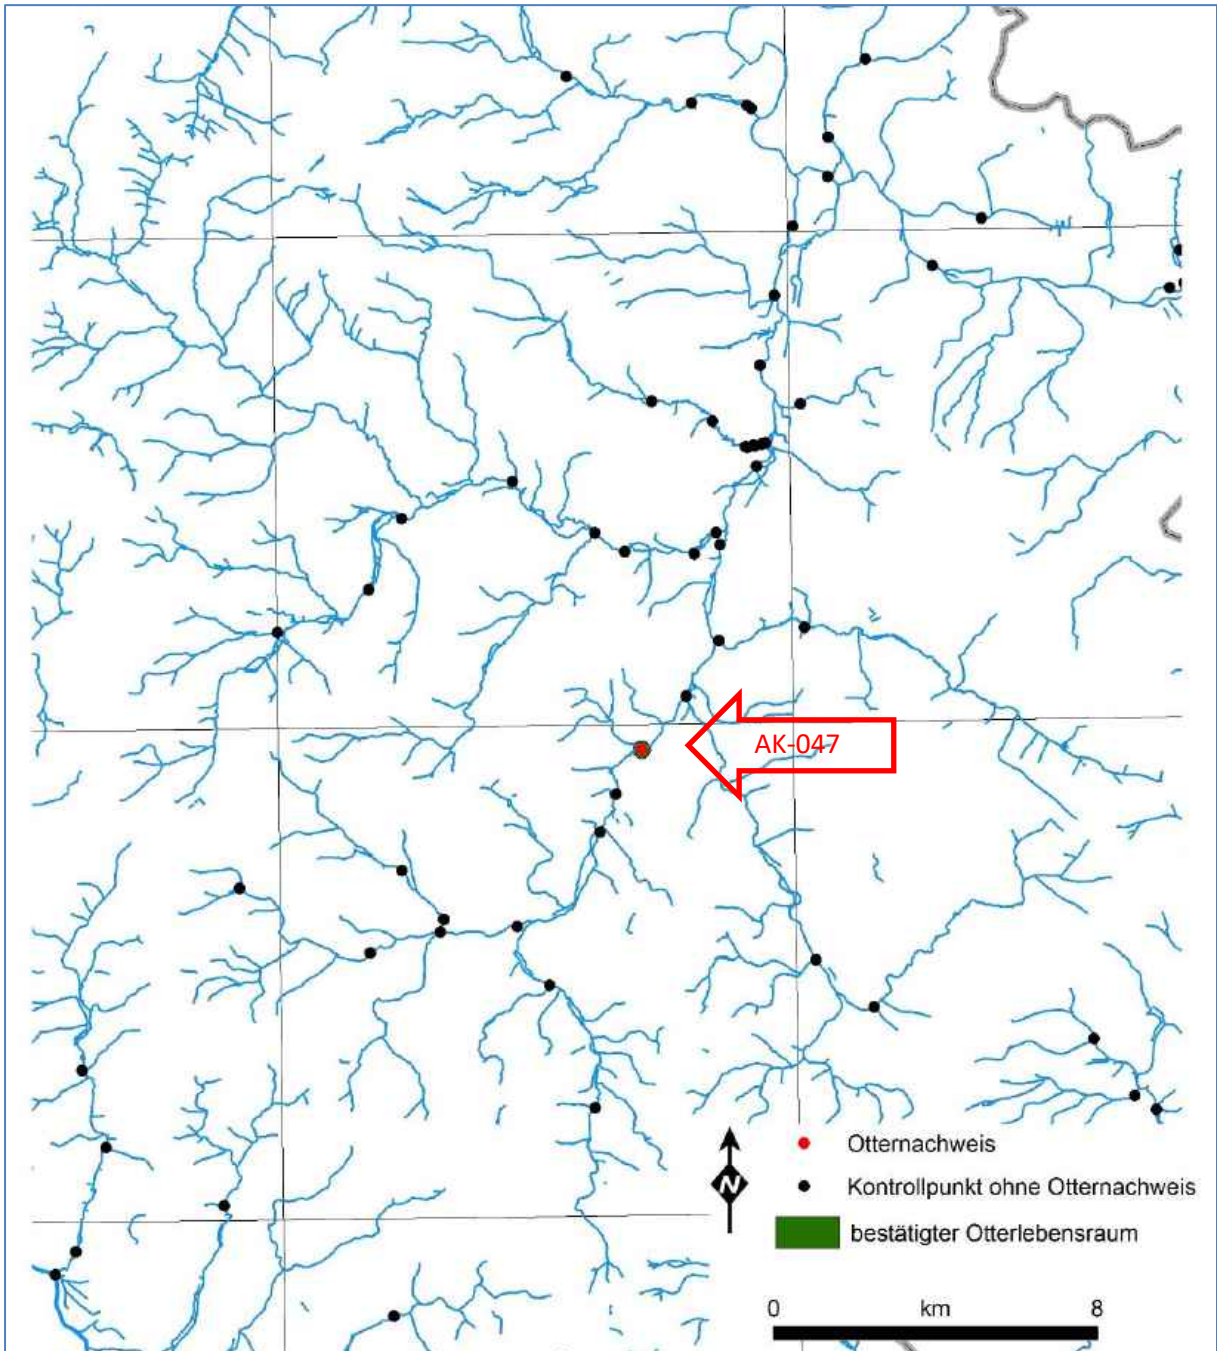 AK-047
N
Otternachweis
Kontrollpunkt ohne Otternachweis
bestätigter Otterlebensraum
0 km 8